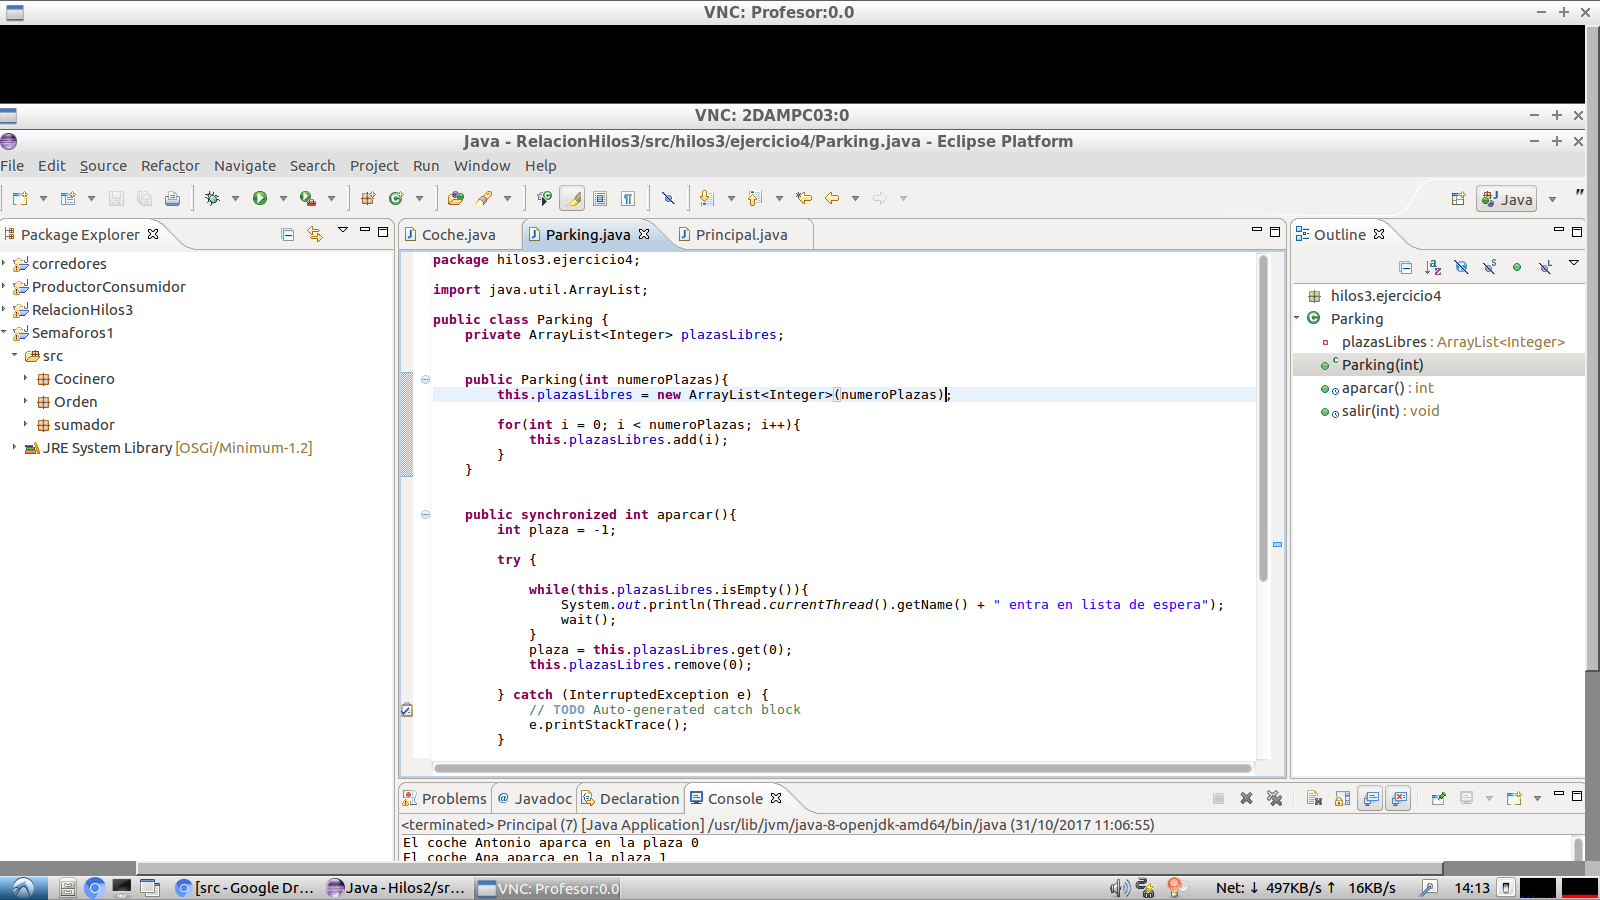 VNC: Profesor:0.0
VNC: 2DAMPC03:0
Java - RelacionHilos3/src/hilos3/ejercicio4/Parking.java - Eclipse Platform
File Edit Source Refactor Navigate Search Project Run Window Help
Java
Package Explorer
corredores
ProductorConsumidor
RelacionHilos3
Semaforos1
src
Cocinero
Orden
sumador
JRE System Library [OSGi/Minimum-1.2]
Coche.java Parking.java Principal.java
package hilos3.ejercicio4;
import java.util.ArrayList;
public class Parking {
private ArrayList<Integer> plazasLibres;
public Parking(int numeroPlazas){
this.plazasLibres = new ArrayList<Integer>(numeroPlazas);
for(int i = 0; i < numeroPlazas; i++){
this.plazasLibres.add(i);
}
}
public synchronized int aparcar(){
int plaza = -1;
try {
while(this.plazasLibres.isEmpty()){
System.out.println(Thread.currentThread().getName() + " entra en lista de espera");
wait();
}
plaza = this.plazasLibres.get(0);
this.plazasLibres.remove(0);
} catch (InterruptedException e) {
// TODO Auto-generated catch block
e.printStackTrace();
}
Outline
hilos3.ejercicio4
Parking
plazasLibres : ArrayList<Integer>
Parking(int)
aparcar() : int
salir(int) : void
Problems @ Javadoc Declaration Console
<terminated> Principal (7) [Java Application] /usr/lib/jvm/java-8-openjdk-amd64/bin/java (31/10/2017 11:06:55)
El coche Antonio aparca en la plaza 0
El coche Ana aparca en la plaza 1
[src - Google Dr... Java - Hilos2/sr... VNC: Profesor:0.0 Net: ↓ 497KB/s ↑ 16KB/s 14:13